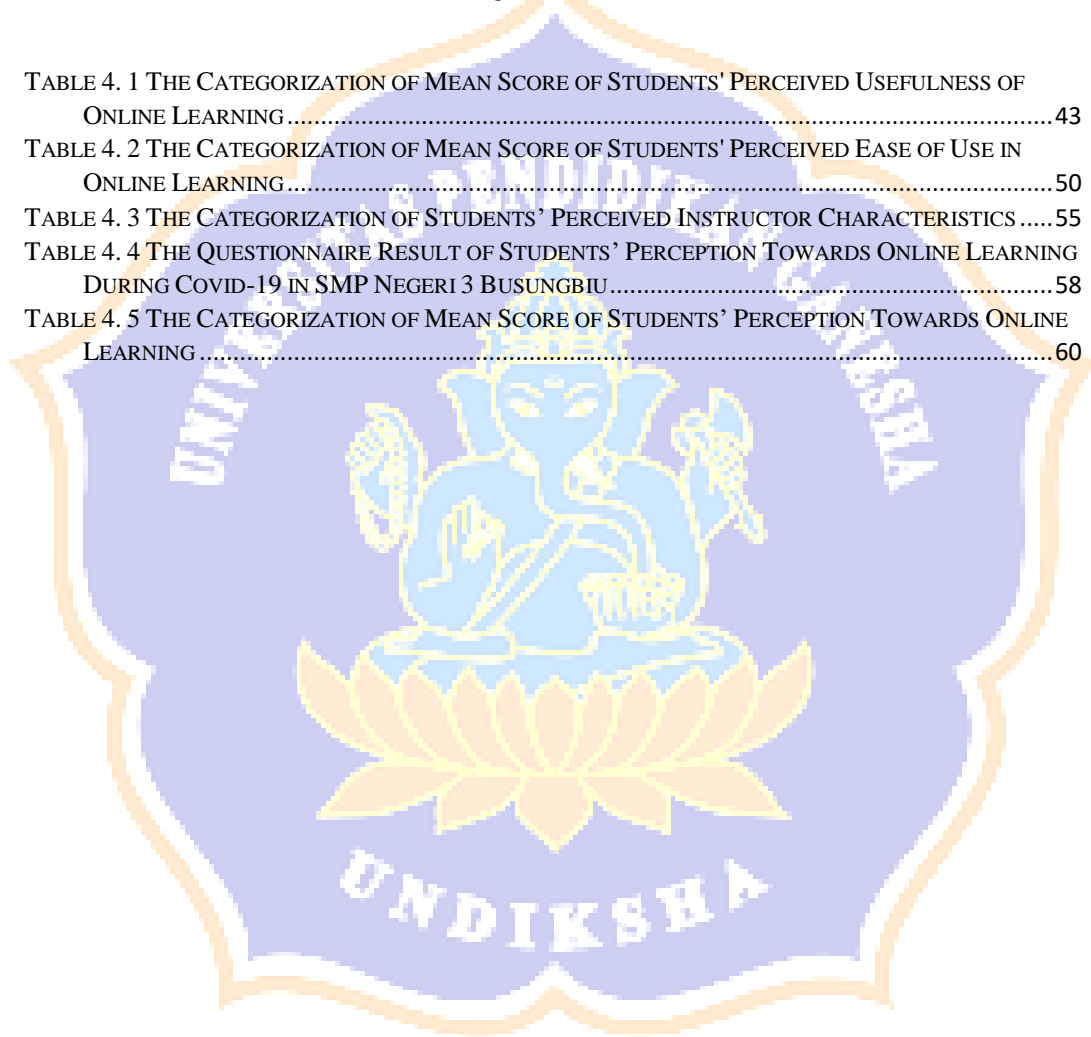 TABLE 4. 1 THE CATEGORIZATION OF MEAN SCORE OF STUDENTS' PERCEIVED USEFULNESS OF
ONLINE LEARNING ........ 43
TABLE 4. 2 THE CATEGORIZATION OF MEAN SCORE OF STUDENTS' PERCEIVED EASE OF USE IN
ONLINE LEARNING ........ 50
TABLE 4. 3 THE CATEGORIZATION OF STUDENTS’ PERCEIVED INSTRUCTOR CHARACTERISTICS ..... 55
TABLE 4. 4 THE QUESTIONNAIRE RESULT OF STUDENTS’ PERCEPTION TOWARDS ONLINE LEARNING
DURING COVID-19 IN SMP NEGERI 3 BUSUNGBIU ........ 58
TABLE 4. 5 THE CATEGORIZATION OF MEAN SCORE OF STUDENTS’ PERCEPTION TOWARDS ONLINE
LEARNING ........ 60
UNIVERSITAS PENDIDIKAN GANESHA
UNDIKSHA